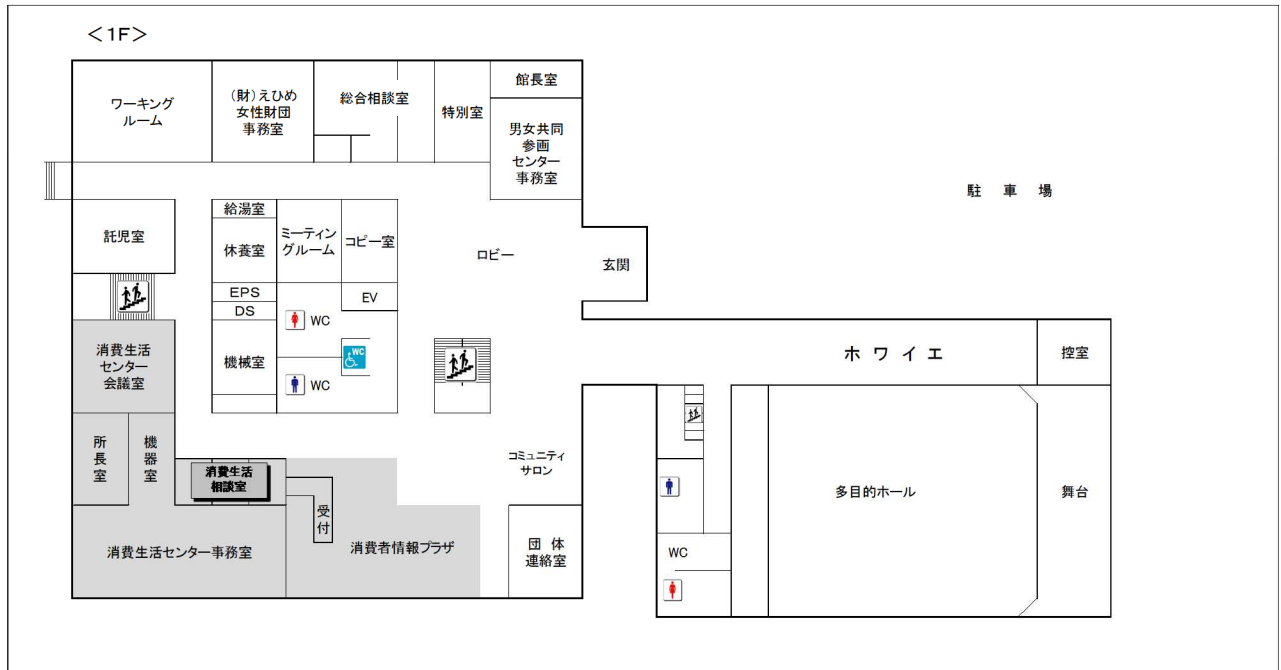 ＜1F＞
ワーキング
ルーム
（財）えひめ
女性財団
事務室
総合相談室
特別室
館長室
男女共同
参画
センター
事務室
駐　車　場
託児室
給湯室
休養室
ミーティン
グルーム
コピー室
ロビー
玄関
EPS
DS
EV
WC
WC
WC
機械室
消費生活
センター
会議室
ホ ワ イ エ
控室
所長室
機器室
消費生活
相談室
受付
コミュニティ
サロン
多目的ホール
舞台
消費生活センター事務室
消費者情報プラザ
団　体
連絡室
WC